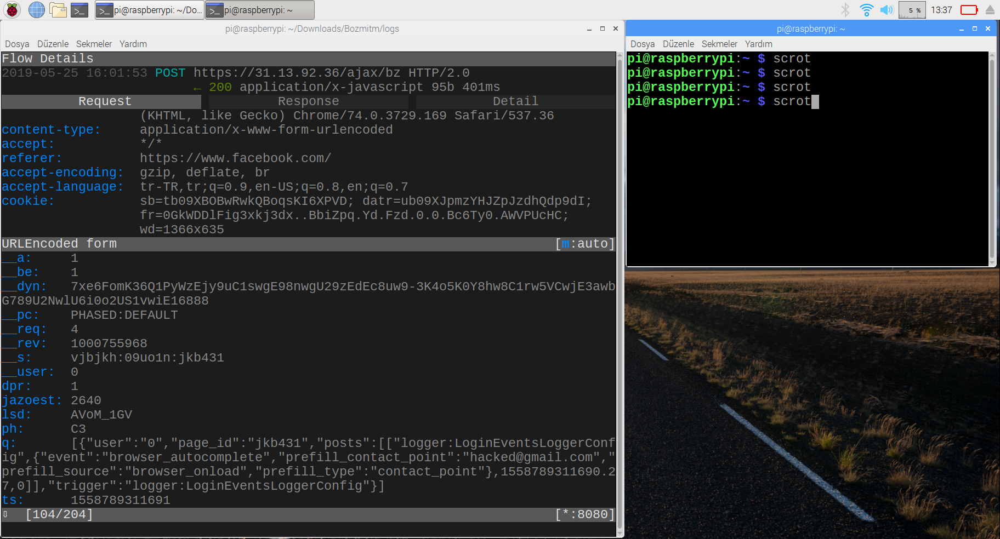 pi@raspberrypi: ~/Do...
pi@raspberrypi: ~
5 %
13:37
pi@raspberrypi: ~/Downloads/Bozmitm/logs
Dosya Düzenle Sekmeler Yardım
Flow Details
2019-05-25 16:01:53 POST https://31.13.92.36/ajax/bz HTTP/2.0
← 200 application/x-javascript 95b 401ms
Request Response Detail
(KHTML, like Gecko) Chrome/74.0.3729.169 Safari/537.36
content-type: application/x-www-form-urlencoded
accept: */*
referer: https://www.facebook.com/
accept-encoding: gzip, deflate, br
accept-language: tr-TR,tr;q=0.9,en-US;q=0.8,en;q=0.7
cookie: sb=tb09XBOBwRwkQBoqsKI6XPVD; datr=ub09XJpmzYHJZpJzdhQdp9dI;
fr=0GkWDDlFig3xkj3dx..BbiZpq.Yd.Fzd.0.0.Bc6Ty0.AWVPUcHC;
wd=1366x635
URLEncoded form [m:auto]
__a: 1
__be: 1
__dyn: 7xe6FomK36Q1PyWzEjy9uC1swgE98nwgU29zEdEc8uw9-3K4o5K0Y8hw8C1rw5VCwjE3awb
G789U2NwlU6i0o2US1vwiE16888
__pc: PHASED:DEFAULT
__req: 4
__rev: 1000755968
__s: vjbjkh:09uo1n:jkb431
__user: 0
dpr: 1
jazoest: 2640
lsd: AVoM_1GV
ph: C3
q: [{"user":"0","page_id":"jkb431","posts":[["logger:LoginEventsLoggerConf
ig",{"event":"browser_autocomplete","prefill_contact_point":"hacked@gmail.com","
prefill_source":"browser_onload","prefill_type":"contact_point"},1558789311690.2
7,0]],"trigger":"logger:LoginEventsLoggerConfig"}]
ts: 1558789311691
⇩ [104/204] [*:8080]
pi@raspberrypi: ~
Dosya Düzenle Sekmeler Yardım
pi@raspberrypi:~ $ scrot
pi@raspberrypi:~ $ scrot
pi@raspberrypi:~ $ scrot
pi@raspberrypi:~ $ scrot